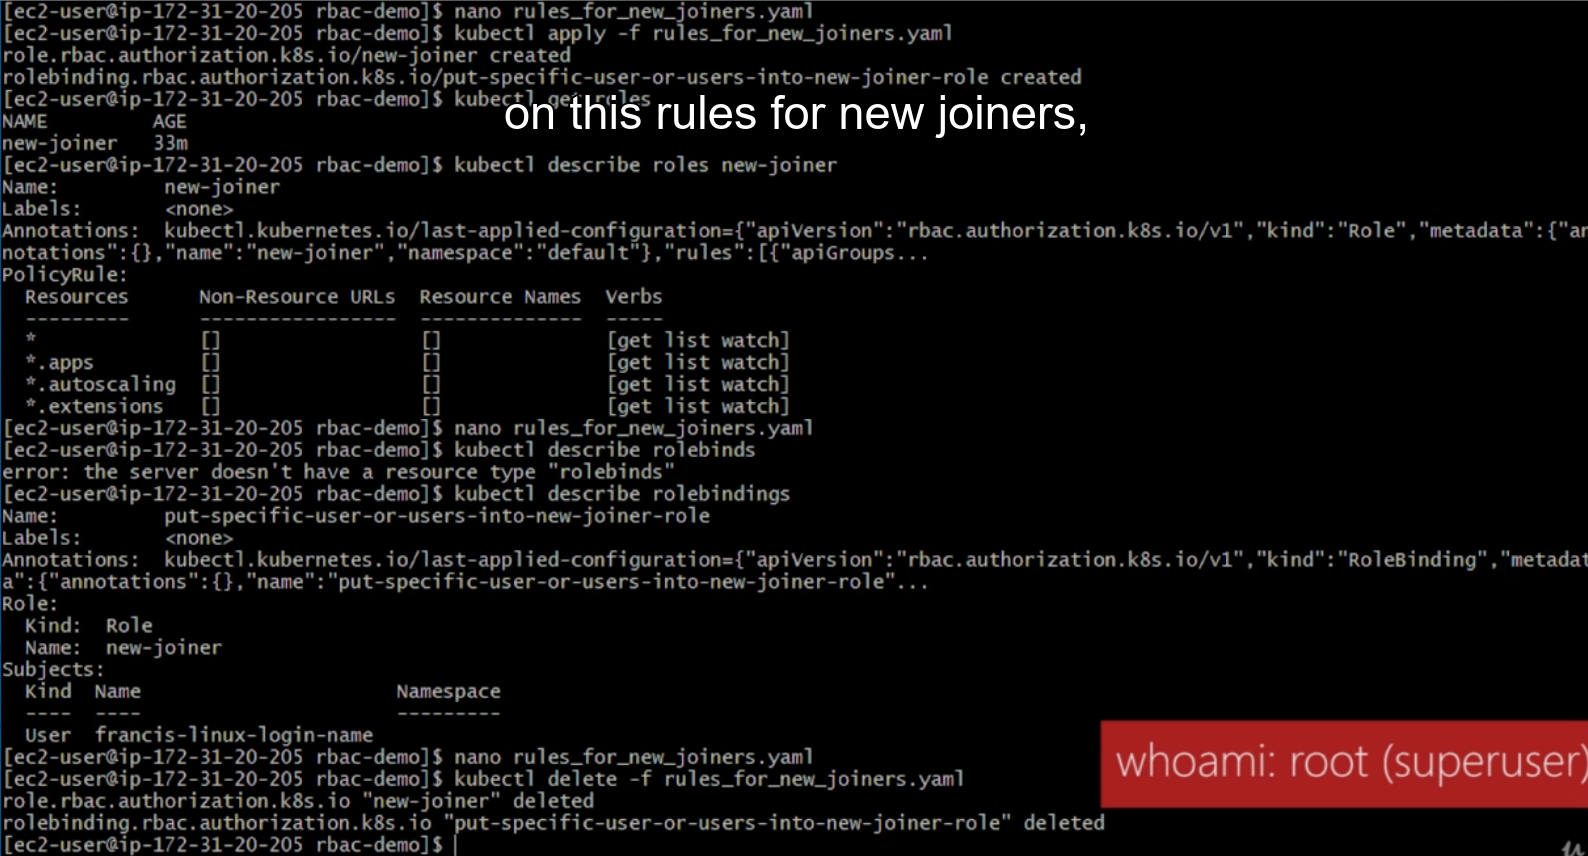 [ec2-user@ip-172-31-20-205 rbac-demo]$ nano rules_for_new_joiners.yaml
[ec2-user@ip-172-31-20-205 rbac-demo]$ kubectl apply -f rules_for_new_joiners.yaml
role.rbac.authorization.k8s.io/new-joiner created
rolebinding.rbac.authorization.k8s.io/put-specific-user-or-users-into-new-joiner-role created
[ec2-user@ip-172-31-20-205 rbac-demo]$ kubectl get roles
on this rules for new joiners,
NAME AGE
new-joiner 33m
[ec2-user@ip-172-31-20-205 rbac-demo]$ kubectl describe roles new-joiner
Name: new-joiner
Labels: <none>
Annotations: kubectl.kubernetes.io/last-applied-configuration={"apiVersion":"rbac.authorization.k8s.io/v1","kind":"Role","metadata":{"an
notations":{},"name":"new-joiner","namespace":"default"},"rules":[{"apiGroups...
PolicyRule:
Resources Non-Resource URLs Resource Names Verbs
--------- ----------------- -------------- -----
* [] [] [get list watch]
*.apps [] [] [get list watch]
*.autoscaling [] [] [get list watch]
*.extensions [] [] [get list watch]
[ec2-user@ip-172-31-20-205 rbac-demo]$ nano rules_for_new_joiners.yaml
[ec2-user@ip-172-31-20-205 rbac-demo]$ kubectl describe rolebinds
error: the server doesn't have a resource type "rolebinds"
[ec2-user@ip-172-31-20-205 rbac-demo]$ kubectl describe rolebindings
Name: put-specific-user-or-users-into-new-joiner-role
Labels: <none>
Annotations: kubectl.kubernetes.io/last-applied-configuration={"apiVersion":"rbac.authorization.k8s.io/v1","kind":"RoleBinding","metadat
a":{"annotations":{},"name":"put-specific-user-or-users-into-new-joiner-role"...
Role:
Kind: Role
Name: new-joiner
Subjects:
Kind Name Namespace
---- ---- ---------
User francis-linux-login-name
[ec2-user@ip-172-31-20-205 rbac-demo]$ nano rules_for_new_joiners.yaml
[ec2-user@ip-172-31-20-205 rbac-demo]$ kubectl delete -f rules_for_new_joiners.yaml
whoami: root (superuser)
role.rbac.authorization.k8s.io "new-joiner" deleted
rolebinding.rbac.authorization.k8s.io "put-specific-user-or-users-into-new-joiner-role" deleted
[ec2-user@ip-172-31-20-205 rbac-demo]$